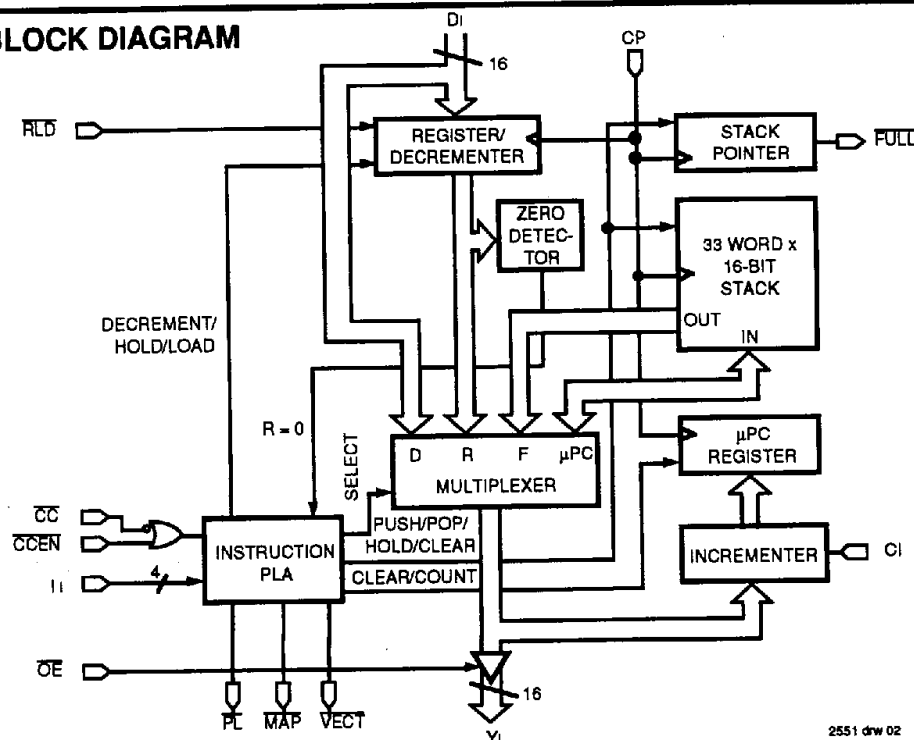 BLOCK DIAGRAM
DI
16
CP
RLD
REGISTER/
DECREMENTER
STACK
POINTER
FULL
ZERO
DETEC-
TOR
33 WORD x
16-BIT
STACK
OUT
IN
DECREMENT/
HOLD/LOAD
R = 0
SELECT
D R F µPC
MULTIPLEXER
µPC
REGISTER
CC
CCEN
II
4
INSTRUCTION
PLA
PUSH/POP/
HOLD/CLEAR
CLEAR/COUNT
INCREMENTER
CI
OE
16
PL
MAP
VECT
YI
2551 drw 02